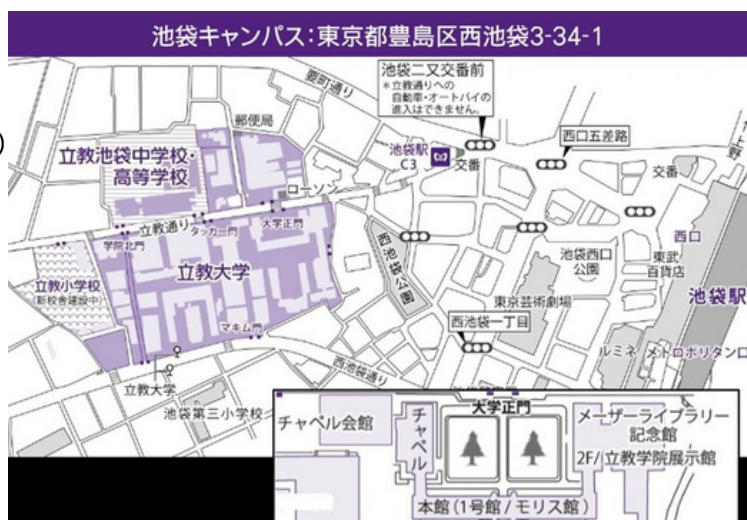 池袋キャンパス：東京都豊島区西池袋3-34-1
池袋二又交番前
＊立教通りへの
自動車・オートバイの
進入はできません。
要町通り
郵便局
西口五差路
上野
立教池袋中学校・
高等学校
池袋駅
C3
交番
交番
ローソン
立教通り
タッカー門
大学正門
学院北門
西口
立教大学
西池袋公園
池袋西口
公園
東武
百貨店
立教小学校
(新校舎建設中)
東京芸術劇場
池袋駅
マキム門
西池袋一丁目
ルミネ
メトロポリタン口
西池袋通り
立教大学
池袋第三小学校
大学正門
チャペル会館
チャペル
メーザーライブラリー
記念館
2F/立教学院展示館
本館(1号館/モリス館)